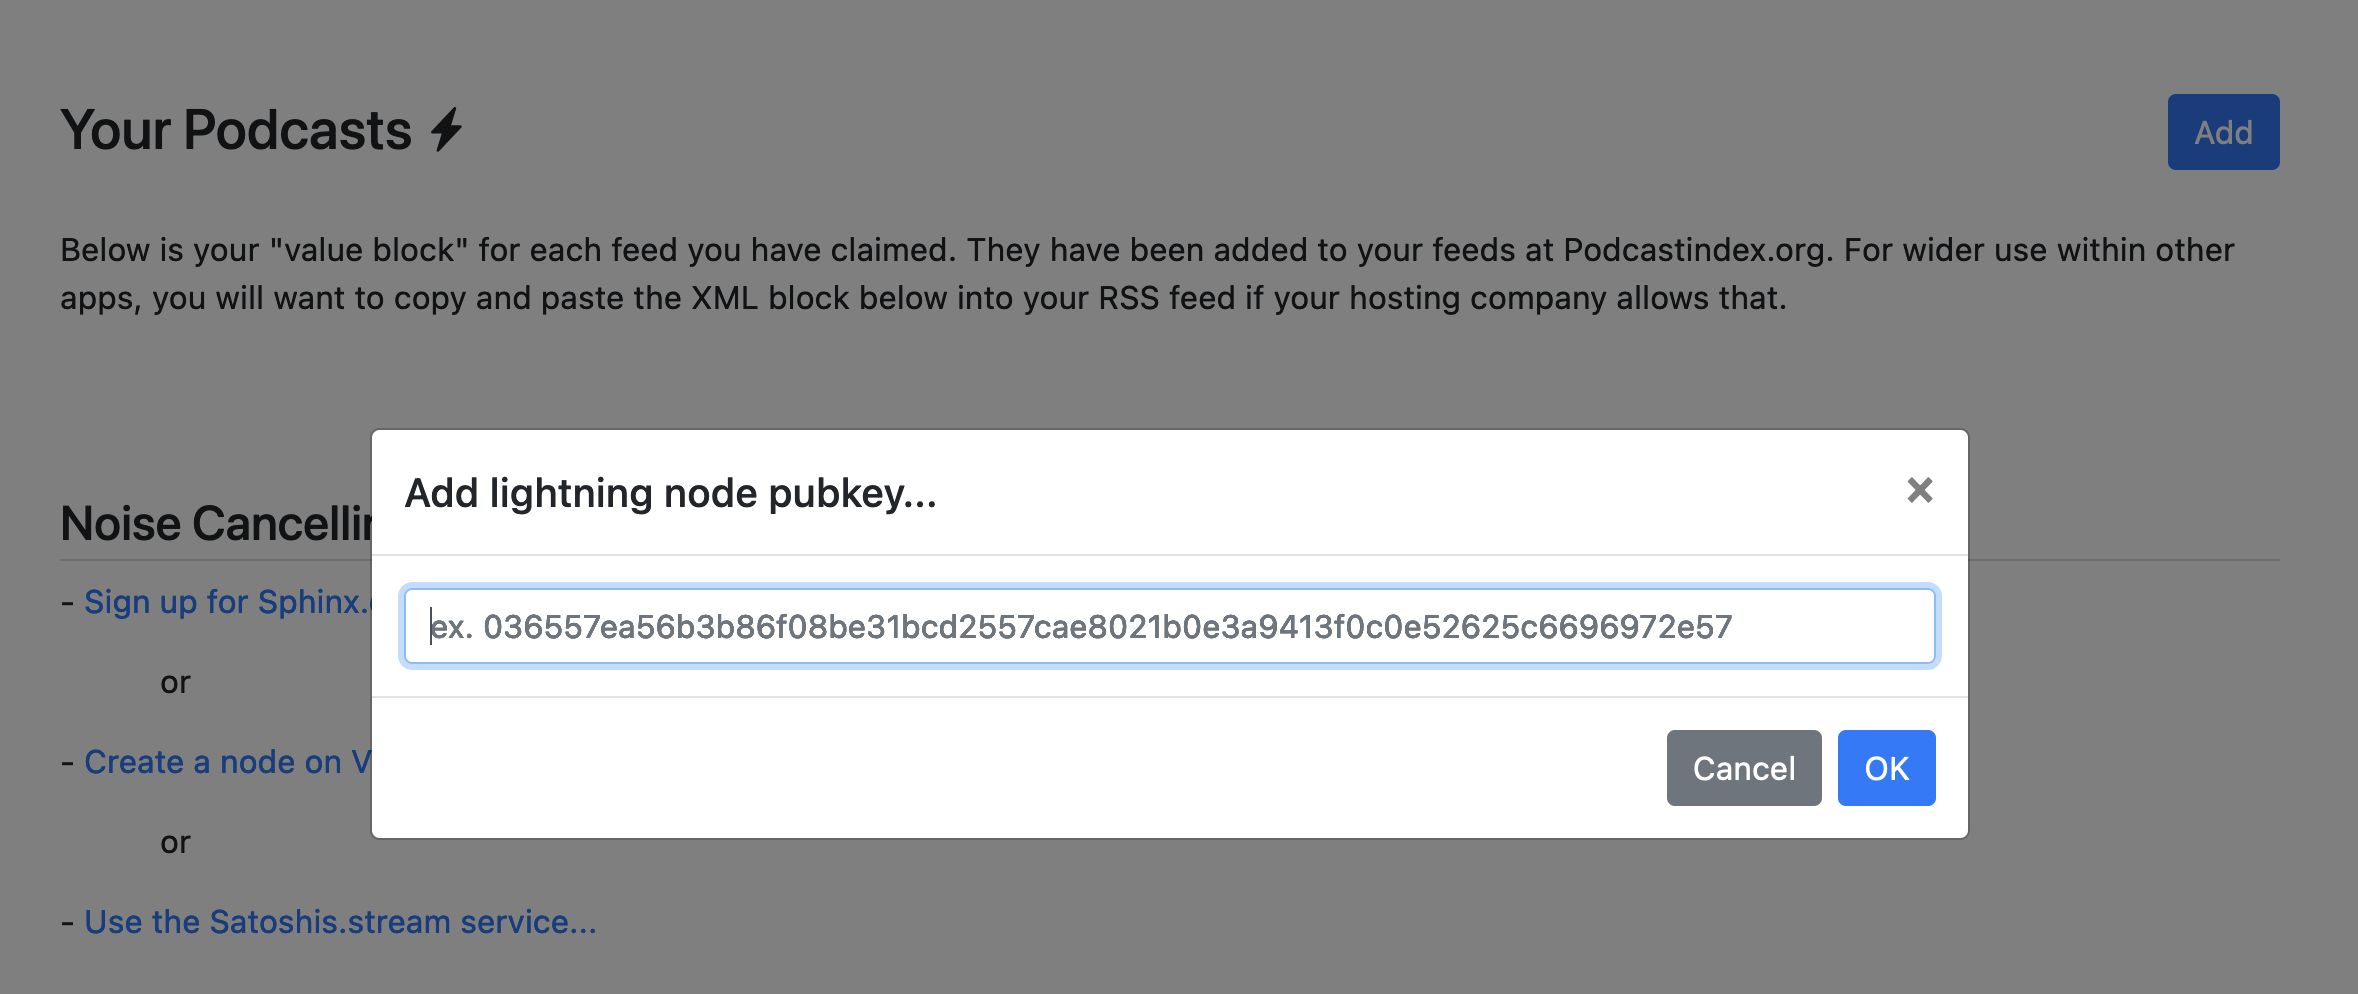 Your Podcasts
Add
Below is your "value block" for each feed you have claimed. They have been added to your feeds at Podcastindex.org. For wider use within other
apps, you will want to copy and paste the XML block below into your RSS feed if your hosting company allows that.
Add lightning node pubkey...
×
Noise
- Sign up for
ex. 036557ea56b3b86f08be31bcd2557cae8021b0e3a9413f0c0e52625c6696972e57
or
- Create a node on
Cancel
OK
or
- Use the Satoshis.stream service...